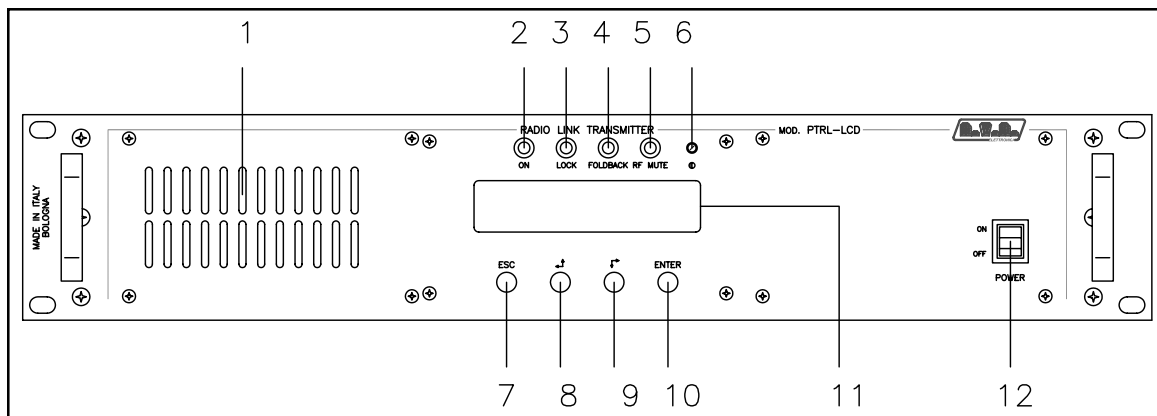 1 2 3 4 5 6
RADIO LINK TRANSMITTER
MOD. PTRL-LCD
R.V.R.
ELETTRONICA
ON LOCK FOLDBACK RF MUTE
MADE IN ITALY
BOLOGNA
ON
OFF
POWER
ESC ENTER
7 8 9 10 11 12